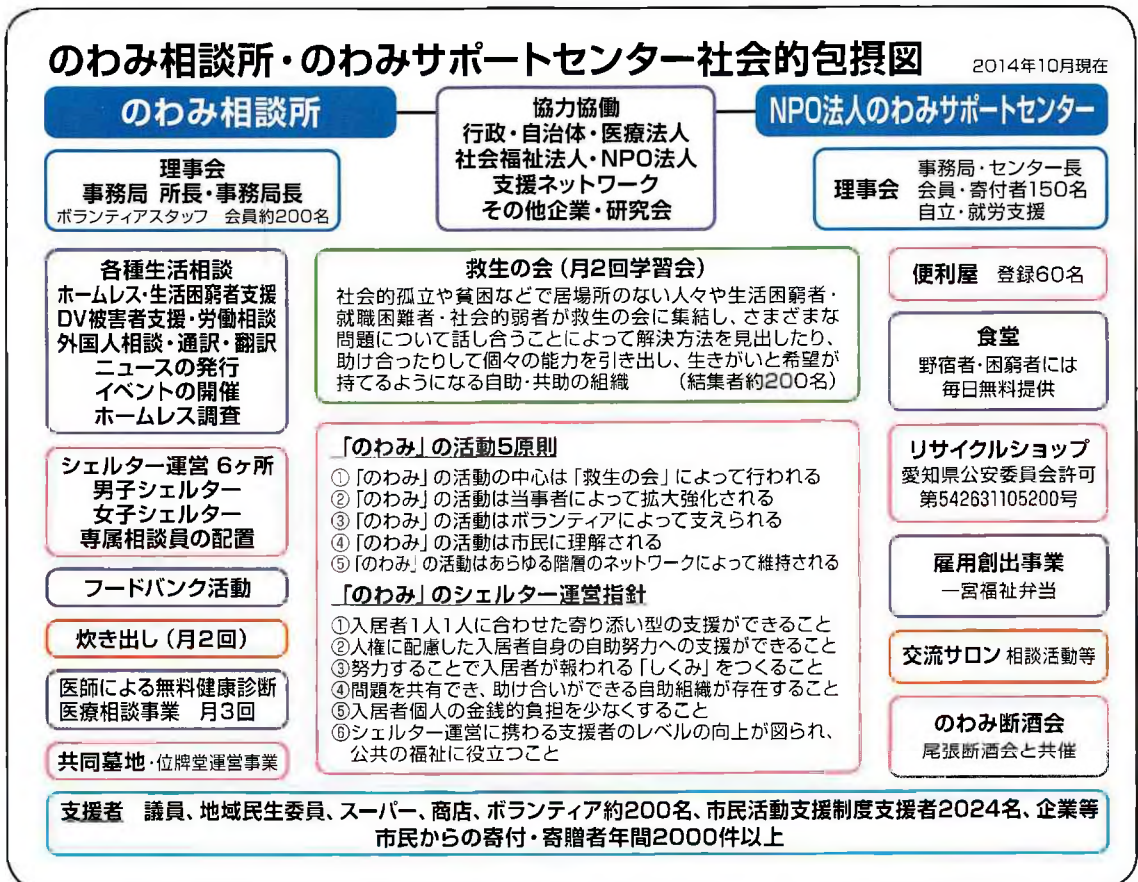 のわみ相談所・のわみサポートセンター社会的包摂図
2014年10月現在
のわみ相談所
協力協働
行政・自治体・医療法人
社会福祉法人・NPO法人
支援ネットワーク
その他企業・研究会
NPO法人のわみサポートセンター
理事会
事務局 所長・事務局長
ボランティアスタッフ 会員約200名
理事会
事務局・センター長
会員・寄付者150名
自立・就労支援
各種生活相談
ホームレス・生活困窮者支援
DV被害者支援・労働相談
外国人相談・通訳・翻訳
ニュースの発行
イベントの開催
ホームレス調査
シェルター運営 6ヶ所
男子シェルター
女子シェルター
専属相談員の配置
フードバンク活動
炊き出し(月2回)
医師による無料健康診断
医療相談事業 月3回
共同墓地・位牌堂運営事業
救生の会(月2回学習会)
社会的孤立や貧困などで居場所のない人々や生活困窮者・
就職困難者・社会的弱者が救生の会に集結し、さまざまな
問題について話し合うことによって解決方法を見出したり、
助け合ったりして個々の能力を引き出し、生きがいと希望が
持てるようになる自助・共助の組織 (結集者約200名)
「のわみ」の活動5原則
①「のわみ」の活動の中心は「救生の会」によって行われる
②「のわみ」の活動は当事者によって拡大強化される
③「のわみ」の活動はボランティアによって支えられる
④「のわみ」の活動は市民に理解される
⑤「のわみ」の活動はあらゆる階層のネットワークによって維持される
「のわみ」のシェルター運営指針
①入居者1人1人に合わせた寄り添い型の支援ができること
②人権に配慮した入居者自身の自助努力への支援ができること
③努力することで入居者が報われる「しくみ」をつくること
④問題を共有でき、助け合いができる自助組織が存在すること
⑤入居者個人の金銭的負担を少なくすること
⑥シェルター運営に携わる支援者のレベルの向上が図られ、
公共の福祉に役立つこと
便利屋 登録60名
食堂
野宿者・困窮者には
毎日無料提供
リサイクルショップ
愛知県公安委員会許可
第542631105200号
雇用創出事業
一宮福祉弁当
交流サロン 相談活動等
のわみ断酒会
尾張断酒会と共催
支援者 議員、地域民生委員、スーパー、商店、ボランティア約200名、市民活動支援制度支援者2024名、企業等
市民からの寄付・寄贈者年間2000件以上